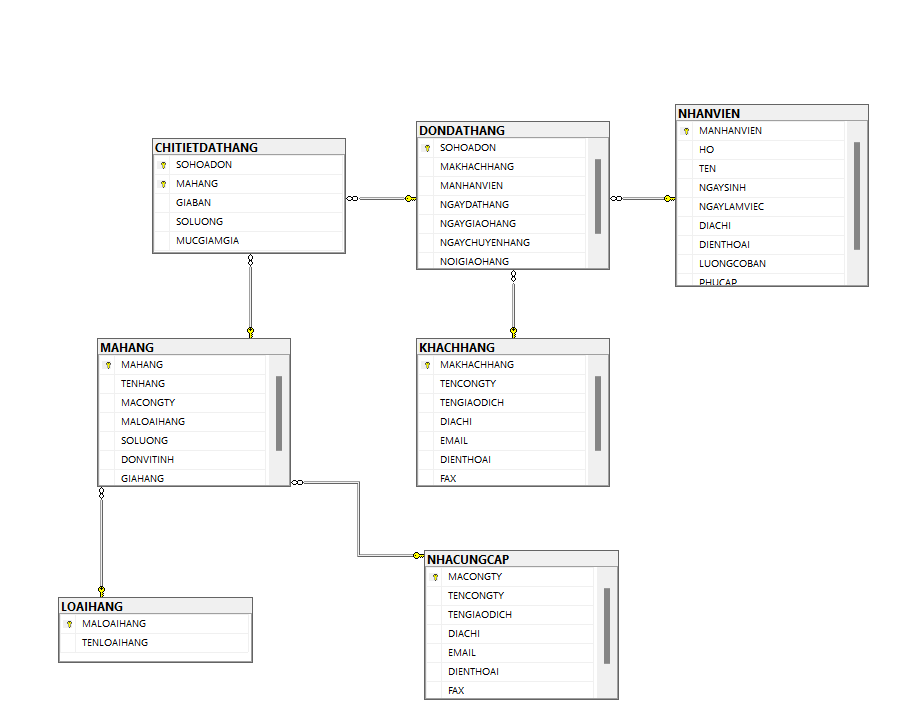 CHITIETDATHANG
SOHOADON
MAHANG
GIABAN
SOLUONG
MUCGIAMGIA
DONDATHANG
SOHOADON
MAKHACHHANG
MANHANVIEN
NGAYDATHANG
NGAYGIAOHANG
NGAYCHUYENHANG
NOIGIAOHANG
NHANVIEN
MANHANVIEN
HO
TEN
NGAYSINH
NGAYLAMVIEC
DIACHI
DIENTHOAI
LUONGCOBAN
PHUCAP
MAHANG
MAHANG
TENHANG
MACONGTY
MALOAIHANG
SOLUONG
DONVITINH
GIAHANG
KHACHHANG
MAKHACHHANG
TENCONGTY
TENGIAODICH
DIACHI
EMAIL
DIENTHOAI
FAX
LOAIHANG
MALOAIHANG
TENLOAIHANG
NHACUNGCAP
MACONGTY
TENCONGTY
TENGIAODICH
DIACHI
EMAIL
DIENTHOAI
FAX